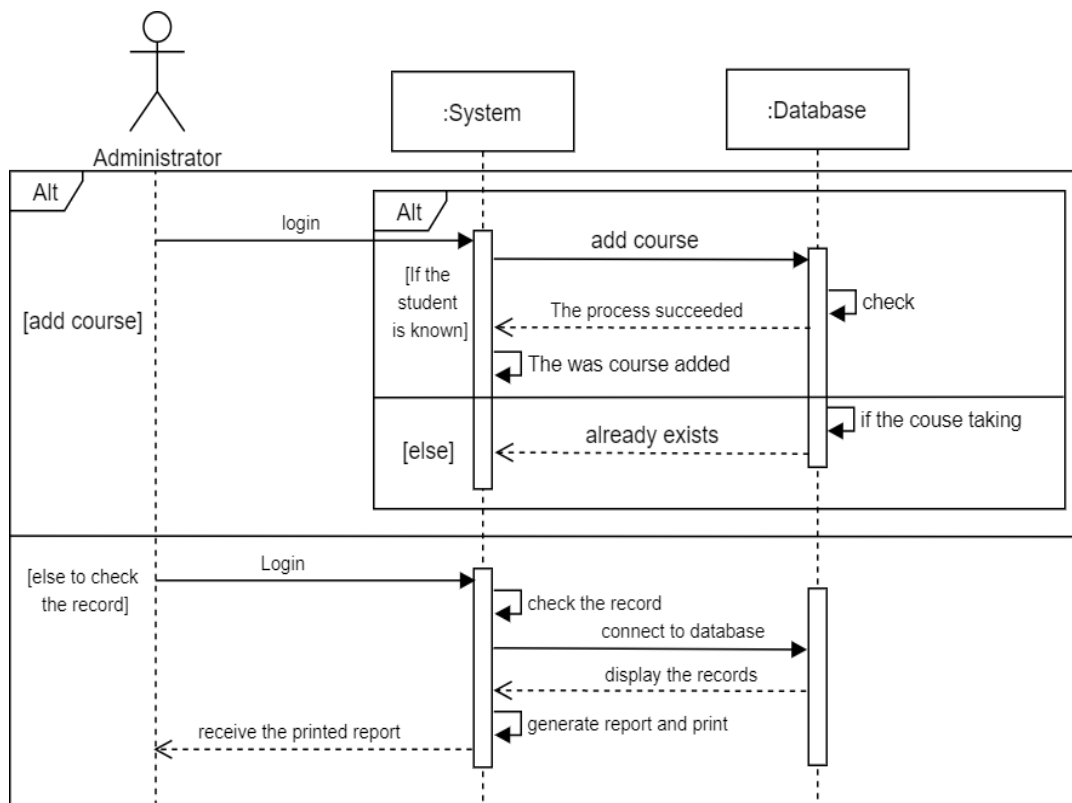 :System
:Database
Administrator
Alt
Alt
login
add course
[If the
student
is known]
check
[add course]
The process succeeded
The was course added
if the couse taking
[else]
already exists
[else to check
the record]
Login
check the record
connect to database
display the records
generate report and print
receive the printed report